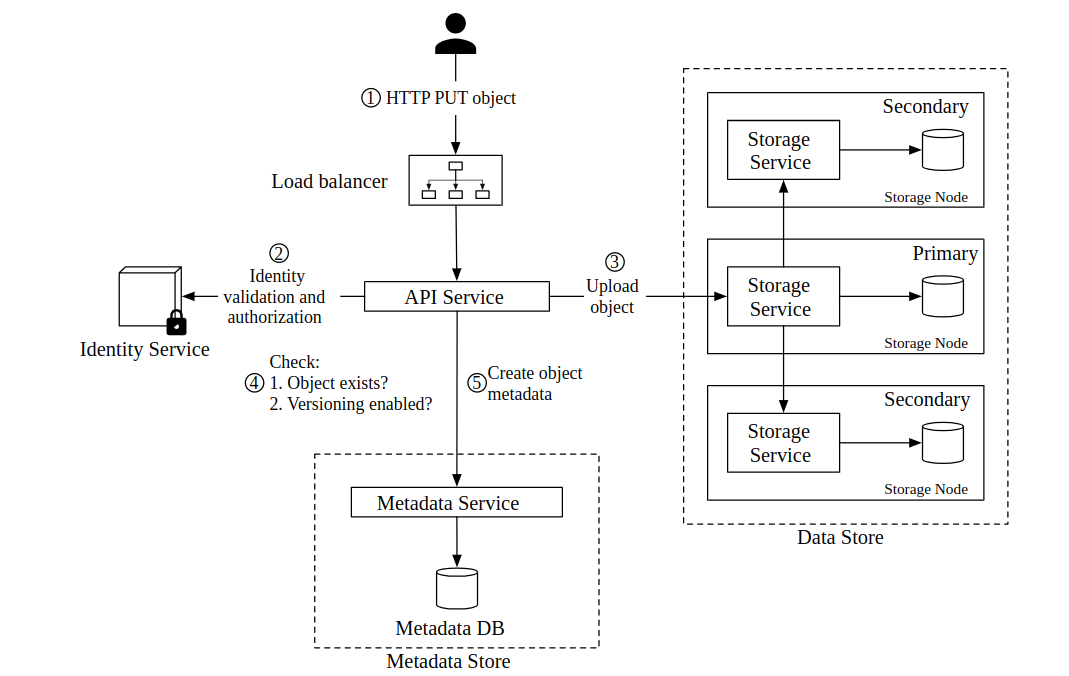 ① HTTP PUT object
Load balancer
②
Identity
validation and
authorization
Identity Service
API Service
③
Upload
object
④ Check:
1. Object exists?
2. Versioning enabled?
⑤ Create object
metadata
Metadata Service
Metadata DB
Metadata Store
Secondary
Storage
Service
Storage Node
Primary
Storage
Service
Storage Node
Secondary
Storage
Service
Storage Node
Data Store